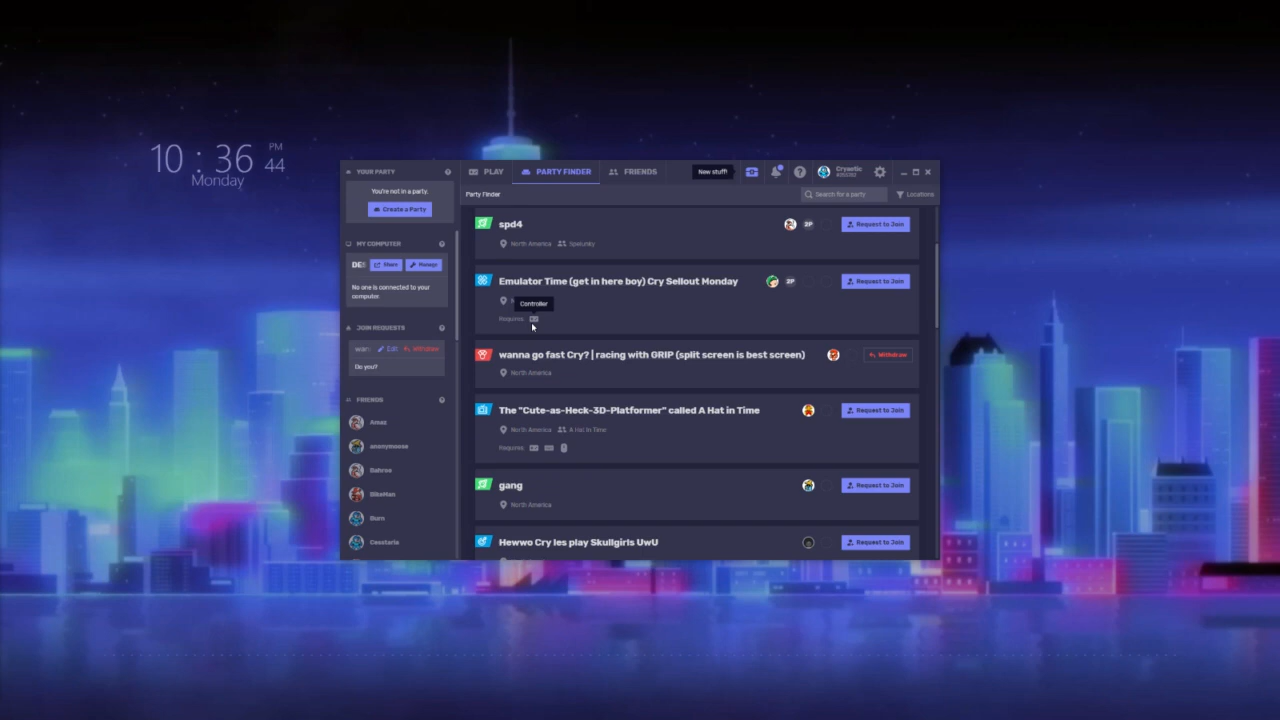 10 : 36 PM 44
Monday
YOUR PARTY
You're not in a party.
Create a Party
MY COMPUTER
DE
Share
Manage
No one is connected to your
computer.
JOIN REQUESTS
Edit
Withdraw
Do you?
FRIENDS
Amaz
anonymoose
Bahroo
BikeMan
Burn
PLAY
PARTY FINDER
FRIENDS
New stuff!
Cryaotic
Party Finder
Search for a party
Locations
spd4
2P
Request to Join
North America
Spelunky
Emulator Time (get in here boy) Cry Sellout Monday
2P
Request to Join
Controller
Requires
wanna go fast Cry? | racing with GRIP (split screen is best screen)
Withdraw
North America
The "Cute-as-Heck-3D-Platformer" called A Hat in Time
Request to Join
North America
A Hat In Time
Requires
gang
Request to Join
North America
Hewwo Cry les play Skullgirls UwU
Request to Join